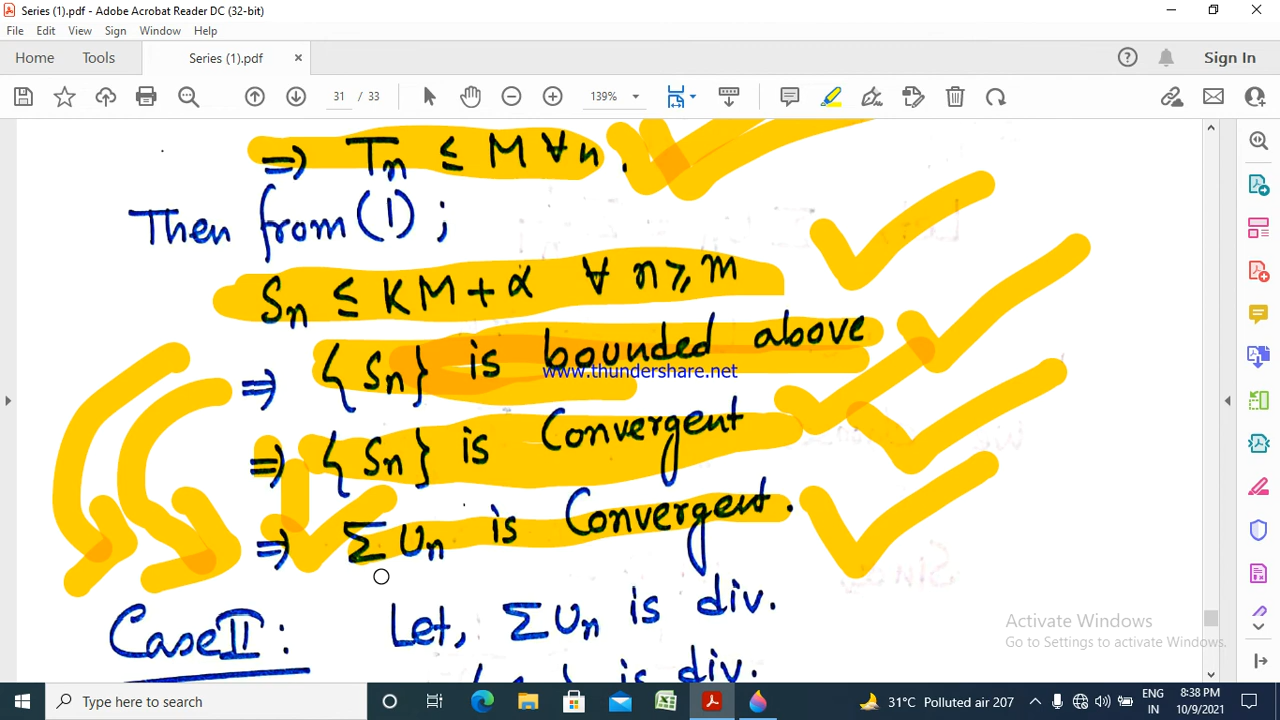 Series (1).pdf - Adobe Acrobat Reader DC (32-bit)
File Edit View Sign Window Help
Home Tools Series (1).pdf × Sign In
31 / 33 139%
⇒ Tn ≤ M ∀ n.
Then from (1) ;
Sn ≤ KM + α ∀ n ≥ m
⇒ {Sn} is bounded above
www.thundershare.net
⇒ {Sn} is Convergent
⇒ Σ Un is Convergent.
Case II : Let, Σ Un is div.
is div.
Activate Windows
Go to Settings to activate Windows.
Type here to search
31°C Polluted air 207
ENG
IN
8:38 PM
10/9/2021